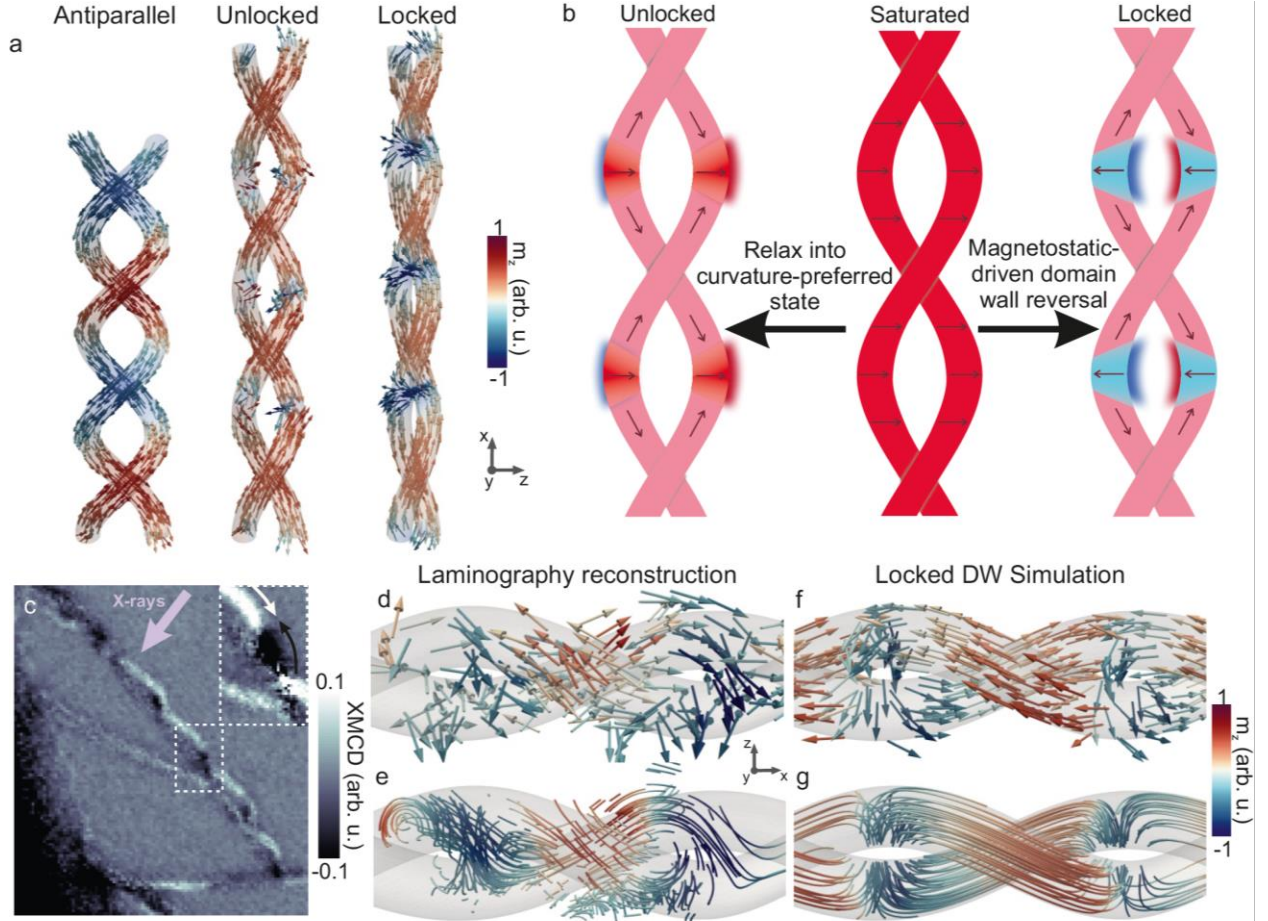 Antiparallel
Unlocked
Locked
a
1
m_z (arb. u.)
-1
x
y
z
b
Unlocked
Saturated
Locked
Relax into
curvature-preferred
state
Magnetostatic-
driven domain
wall reversal
c
X-rays
0.1
XMCD (arb. u.)
-0.1
Laminography reconstruction
Locked DW Simulation
d
z
y
x
e
f
g
1
m_z (arb. u.)
-1